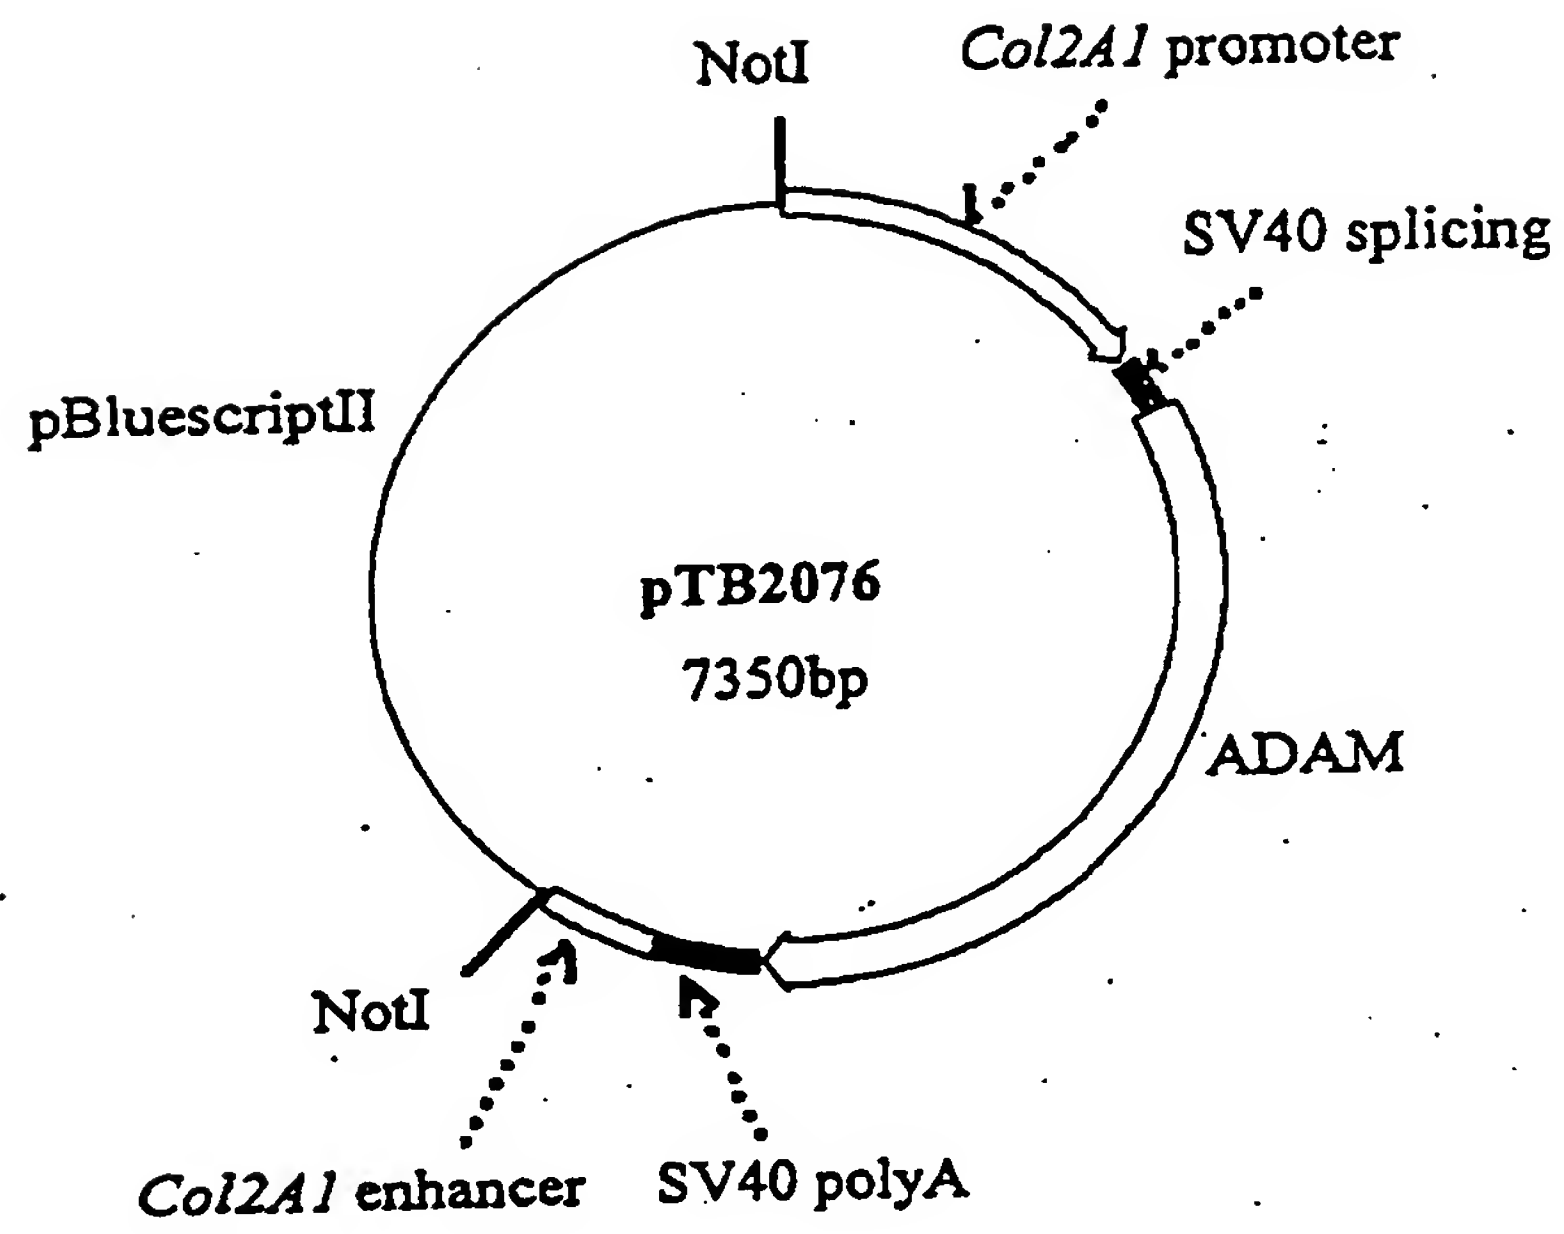 Col2A1 promoter
NotI
SV40 splicing
pBluescriptII
pTB2076
7350bp
ADAM
NotI
Col2A1 enhancer
SV40 polyA